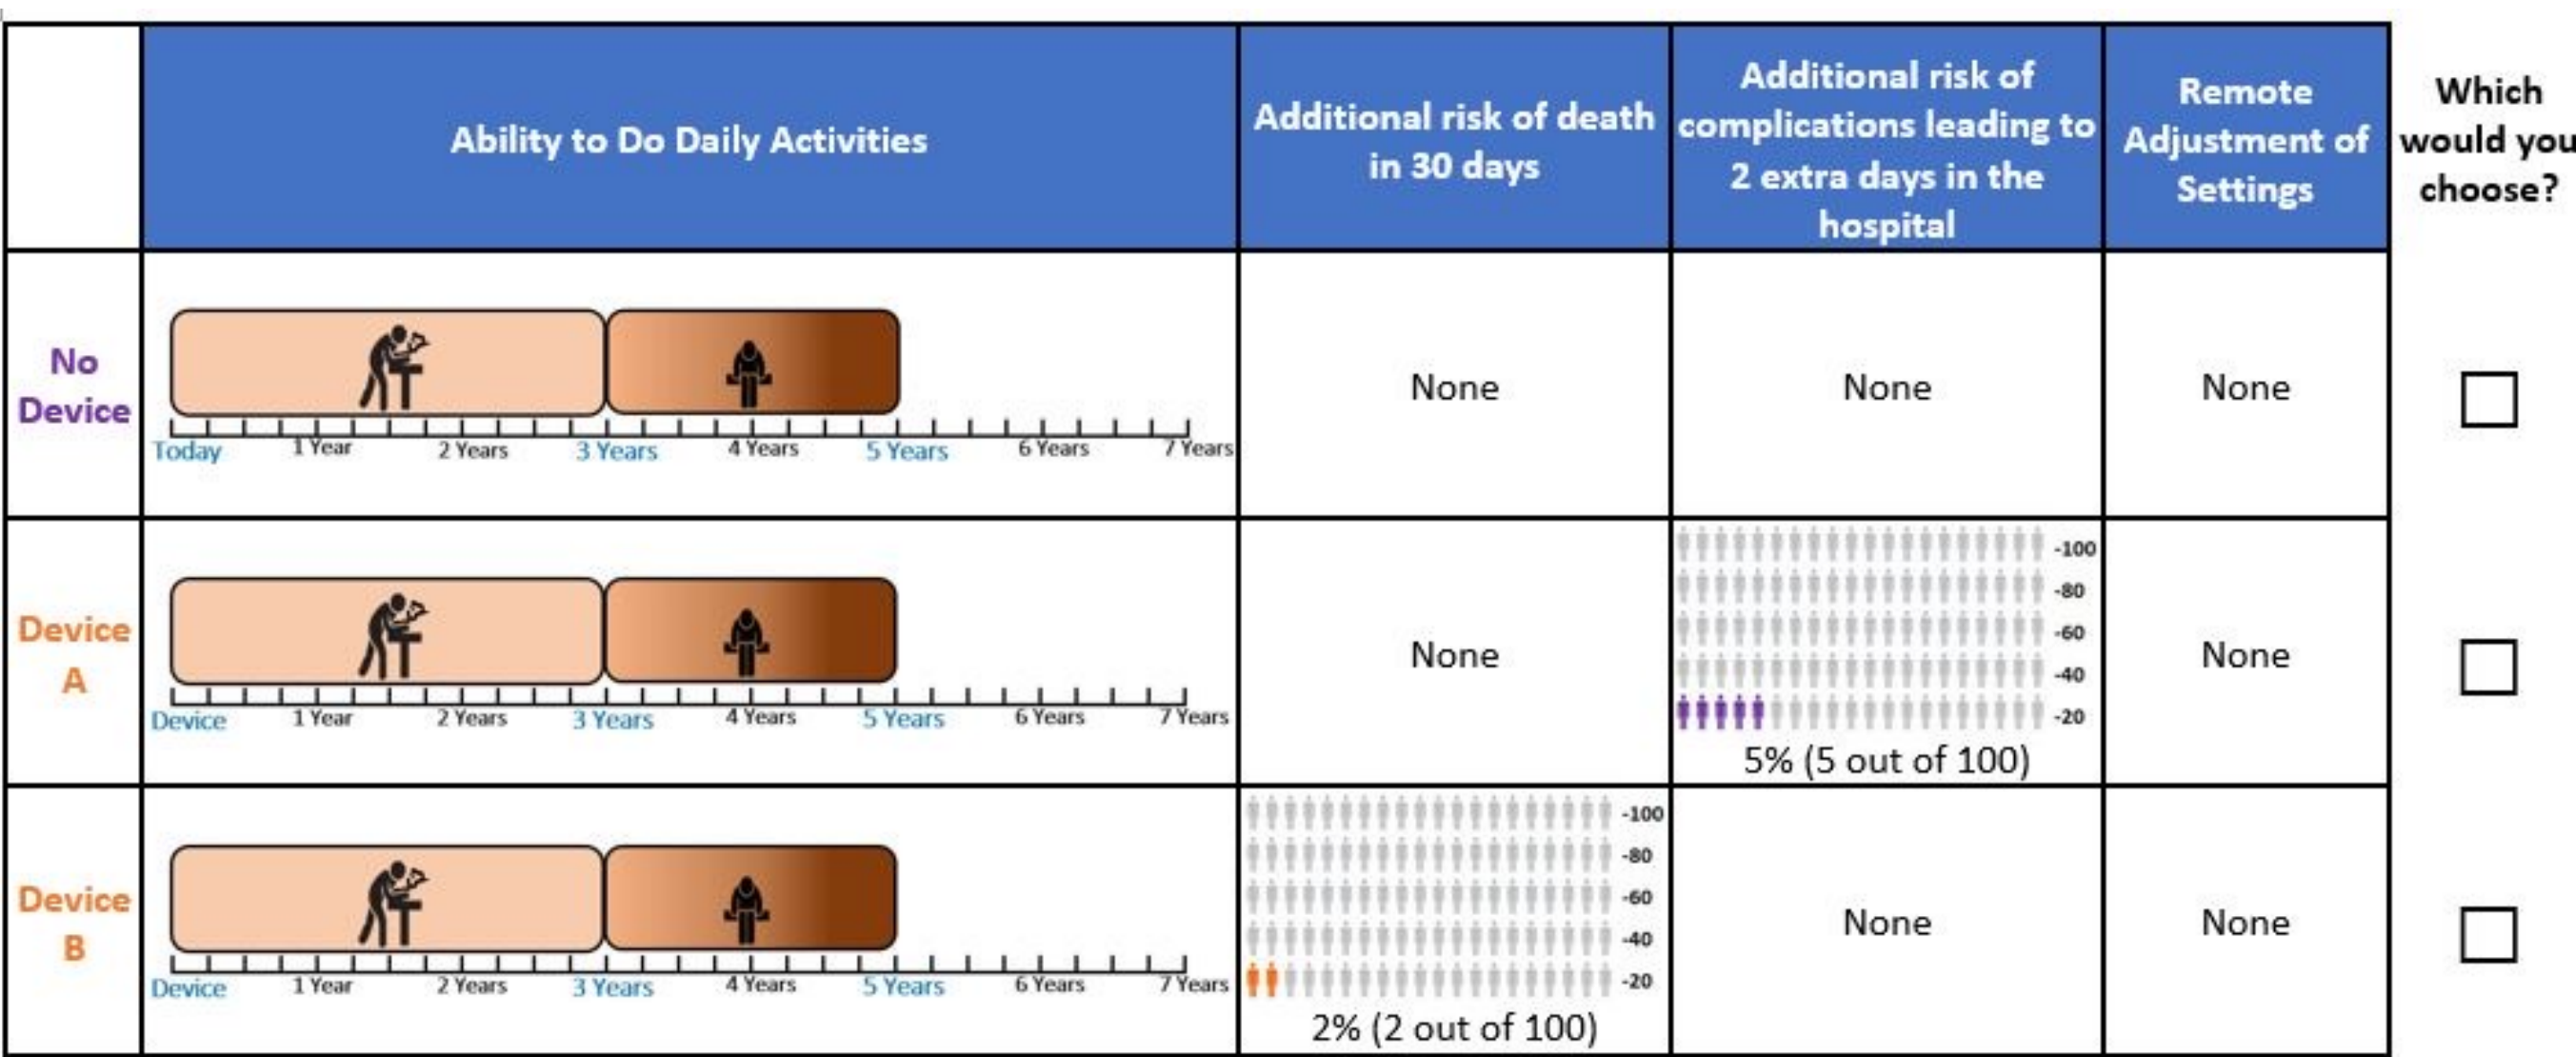 Ability to Do Daily Activities
Additional risk of death
in 30 days
Additional risk of
complications leading to
2 extra days in the
hospital
Remote
Adjustment of
Settings
Which
would you
choose?
No
Device
Today 1 Year 2 Years 3 Years 4 Years 5 Years 6 Years 7 Years
None
None
None
Device
A
Device 1 Year 2 Years 3 Years 4 Years 5 Years 6 Years 7 Years
None
-100
-80
-60
-40
-20
5% (5 out of 100)
None
Device
B
Device 1 Year 2 Years 3 Years 4 Years 5 Years 6 Years 7 Years
-100
-80
-60
-40
-20
2% (2 out of 100)
None
None